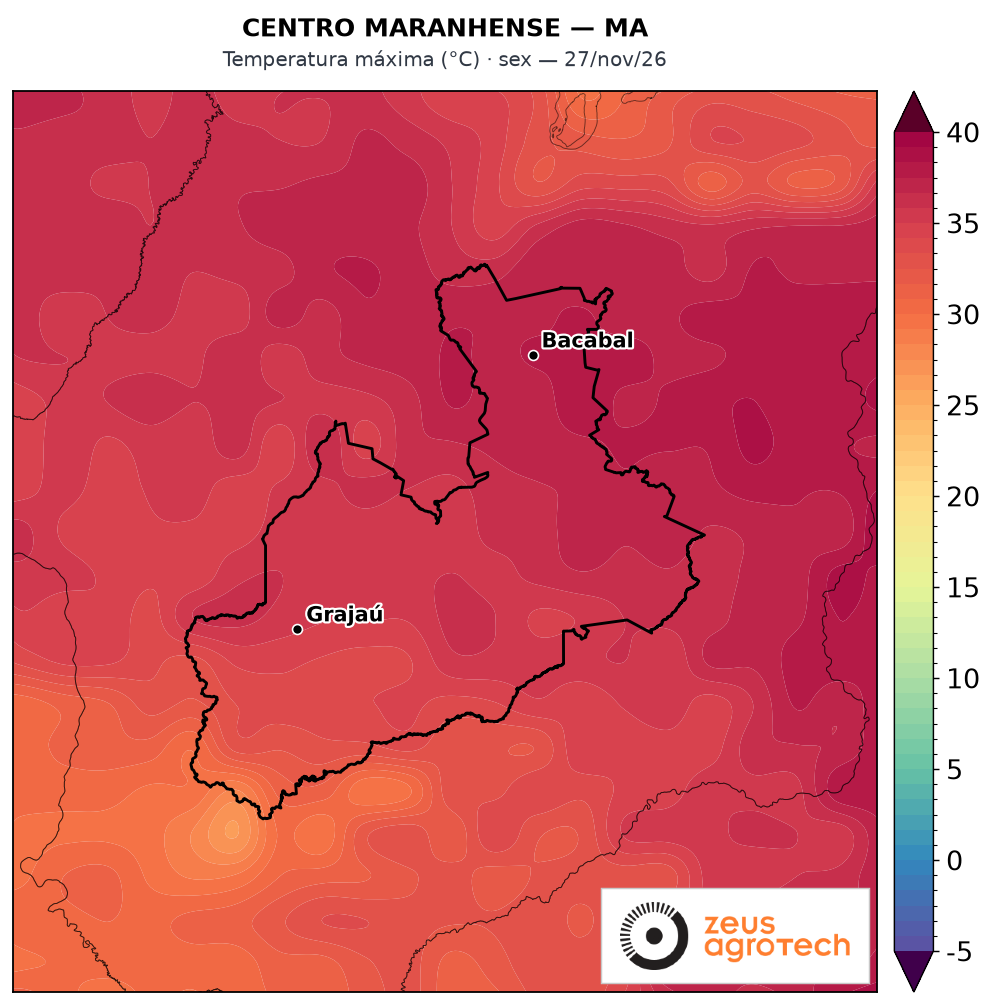 CENTRO MARANHENSE — MA
Temperatura máxima (°C) · sex — 27/nov/26
40
35
30
25
20
15
10
5
0
-5
Bacabal
Grajaú
zeus
agrotech